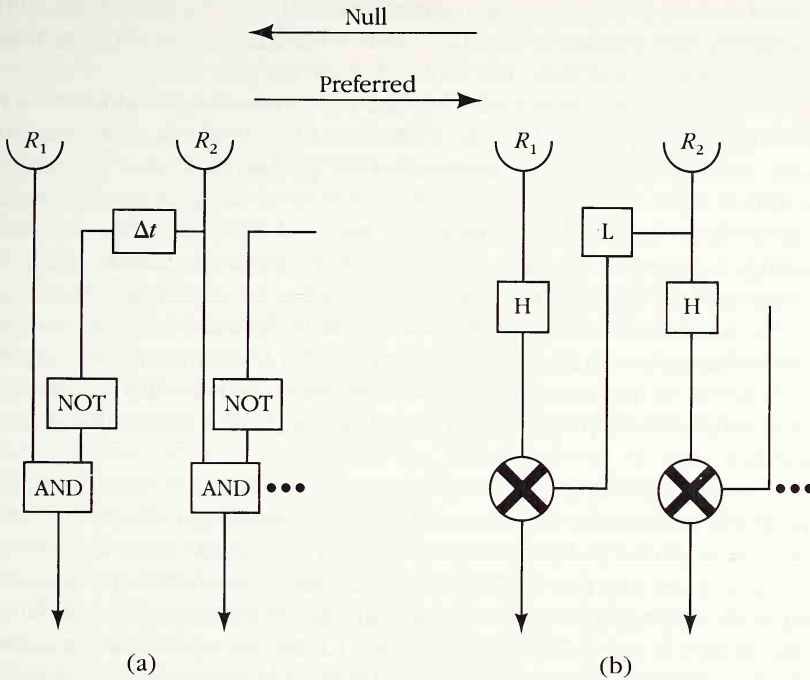 Null
Preferred
R₁ R₂ R₁ R₂
Δt L
H H
NOT NOT
AND AND •••
•••
(a) (b)